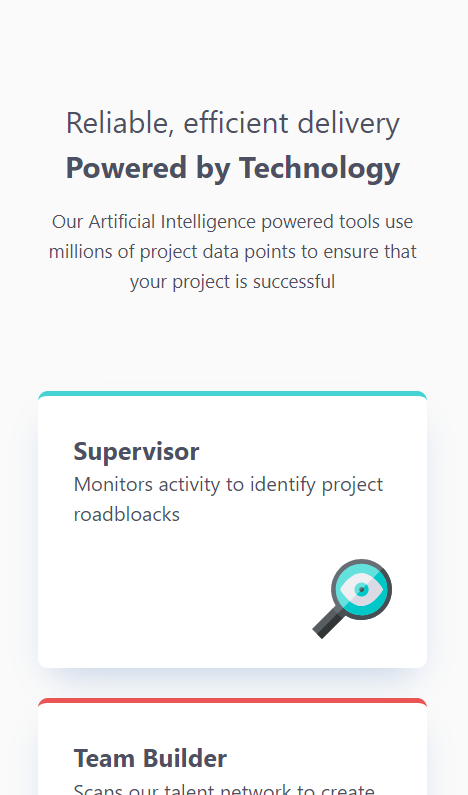 Reliable, efficient delivery
Powered by Technology
Our Artificial Intelligence powered tools use
millions of project data points to ensure that
your project is successful
Supervisor
Monitors activity to identify project
roadbloacks
Team Builder
Scans our talent network to create